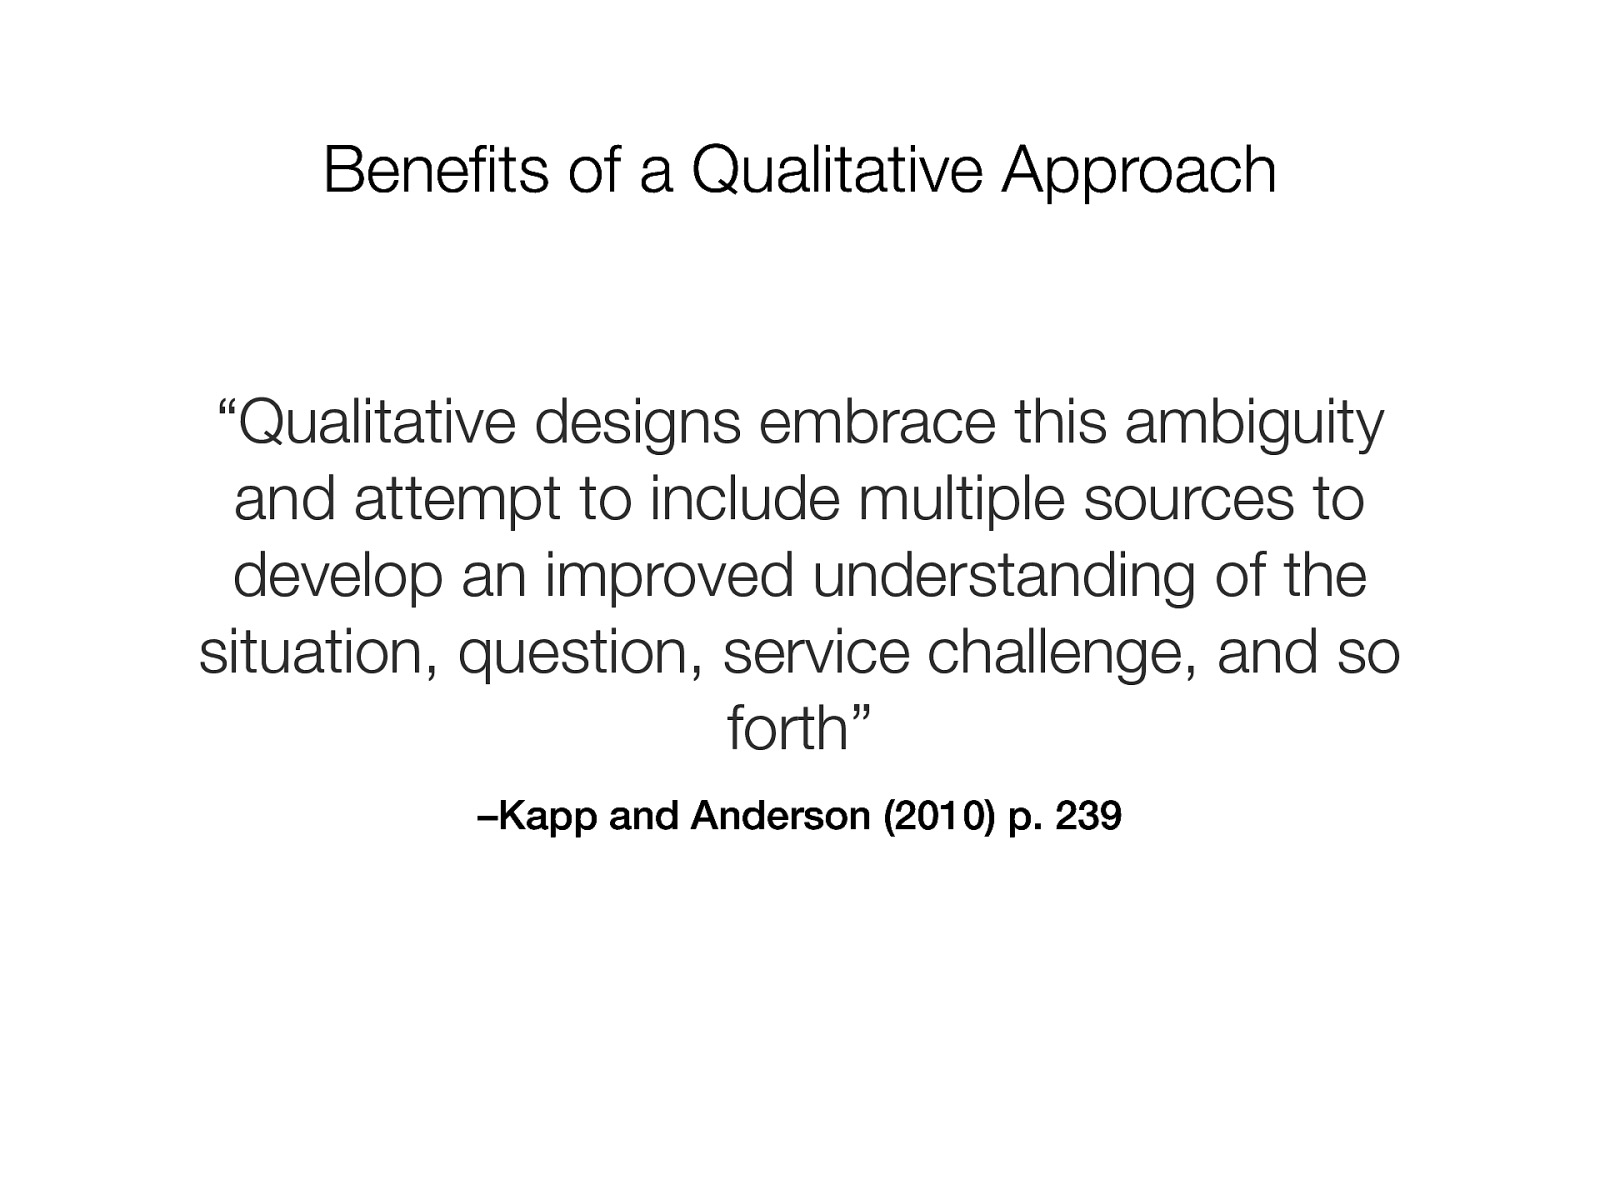 Benefits of a Qualitative Approach
“Qualitative designs embrace this ambiguity
and attempt to include multiple sources to
develop an improved understanding of the
situation, question, service challenge, and so
forth”
–Kapp and Anderson (2010) p. 239